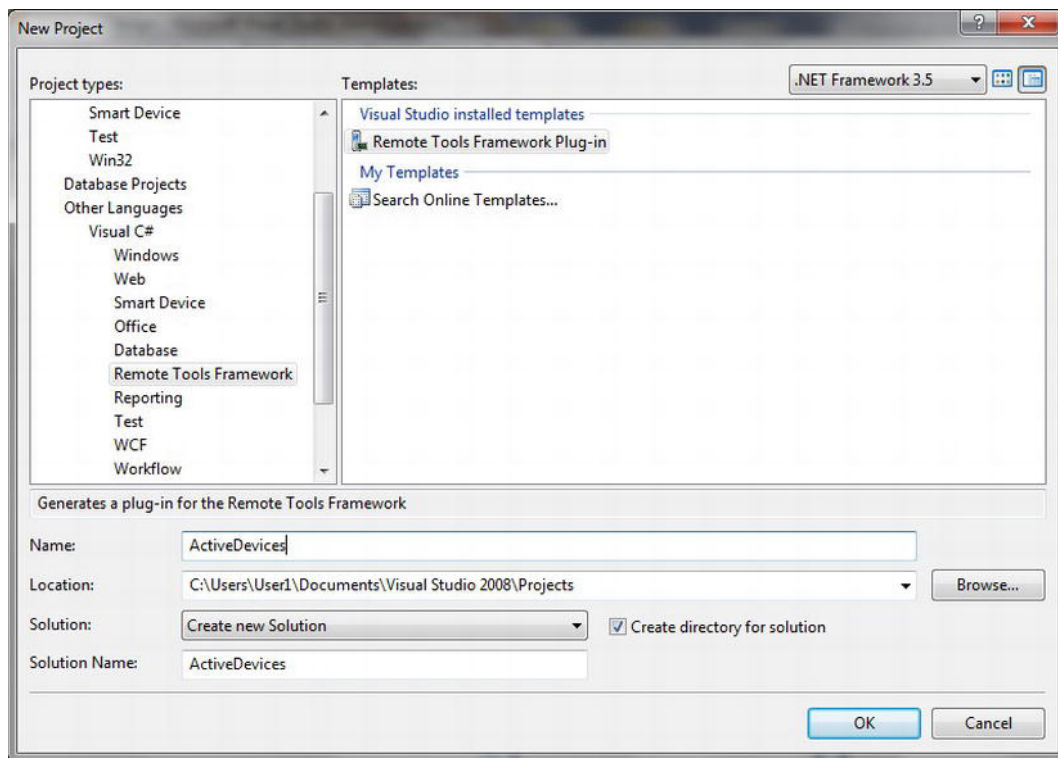 New Project
Project types:
Templates:
.NET Framework 3.5
Smart Device
Test
Win32
Database Projects
Other Languages
Visual C#
Windows
Web
Smart Device
Office
Database
Remote Tools Framework
Reporting
Test
WCF
Workflow
Visual Studio installed templates
Remote Tools Framework Plug-in
My Templates
Search Online Templates...
Generates a plug-in for the Remote Tools Framework
Name: ActiveDevices
Location: C:\Users\User1\Documents\Visual Studio 2008\Projects Browse...
Solution: Create new Solution Create directory for solution
Solution Name: ActiveDevices
OK Cancel